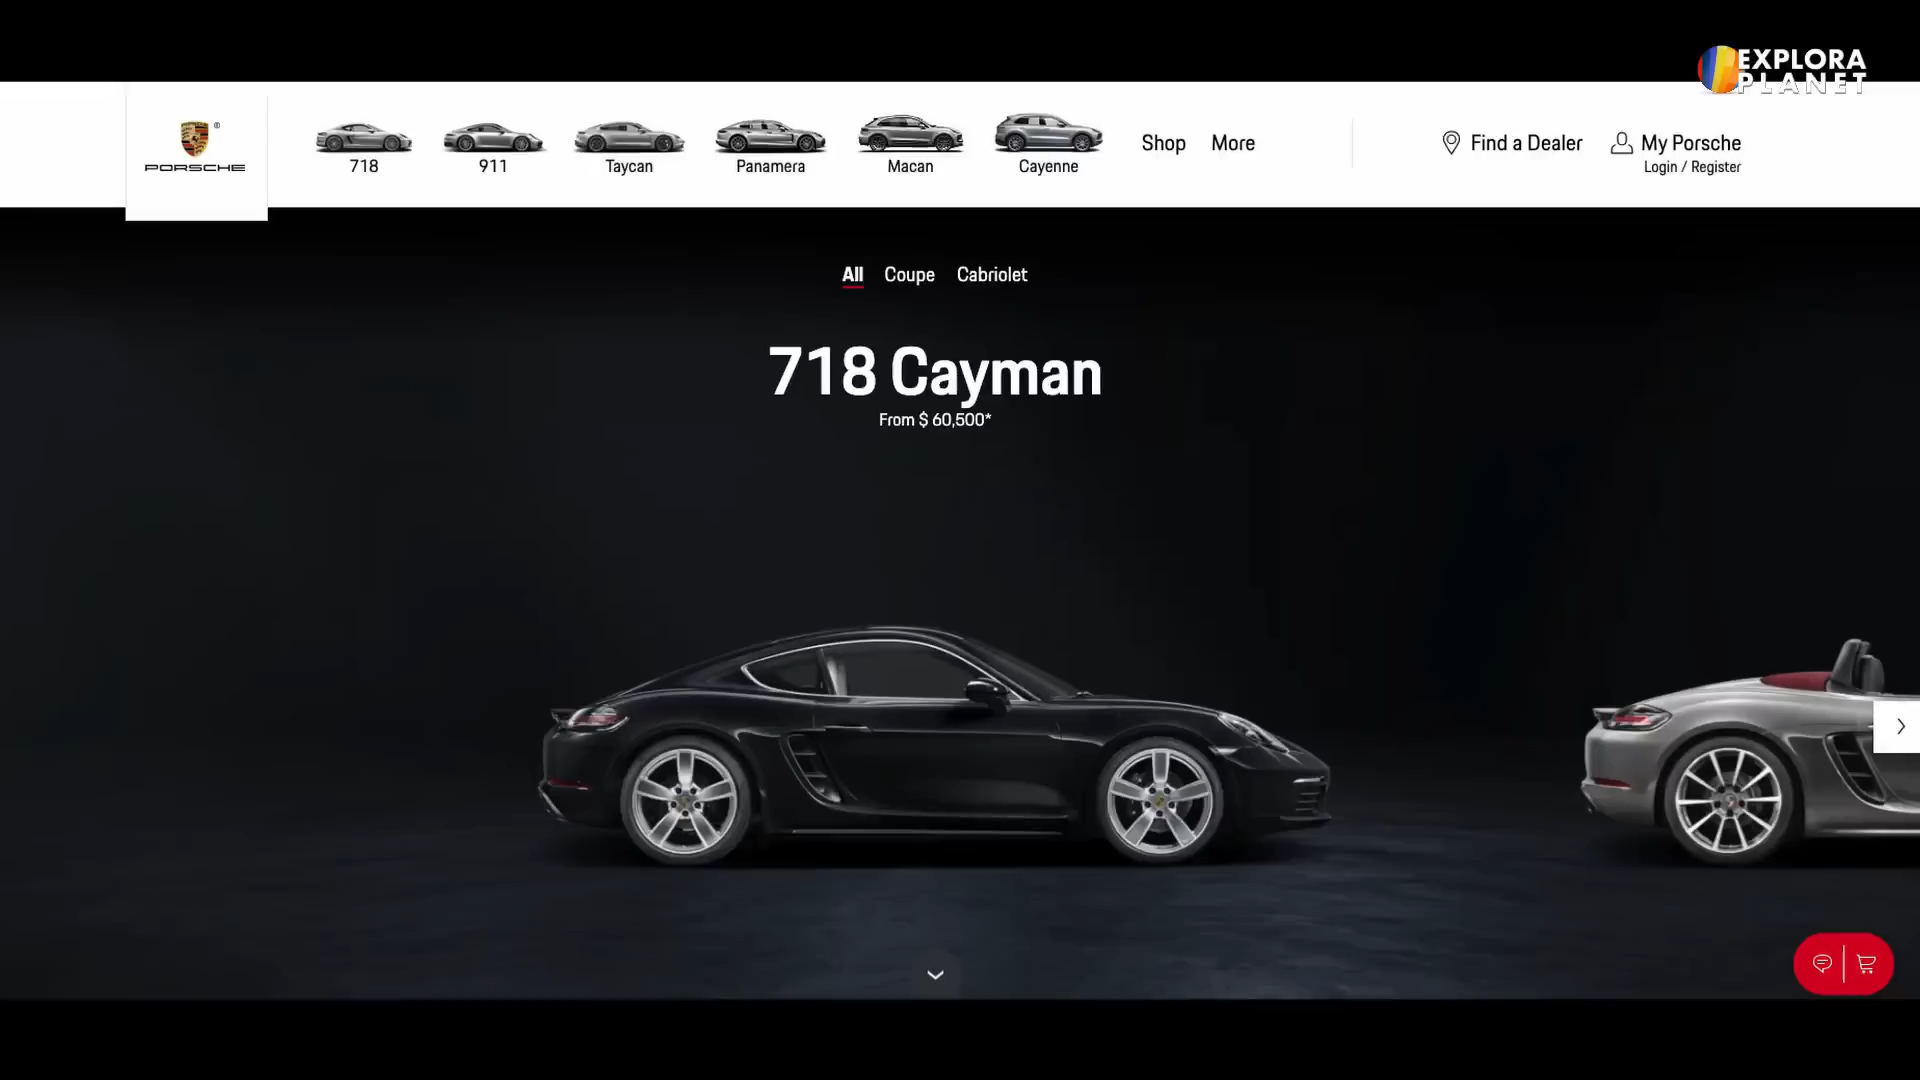 EXPLORA
PLANET
PORSCHE
®
718
911
Taycan
Panamera
Macan
Cayenne
Shop
More
Find a Dealer
My Porsche
Login / Register
All
Coupe
Cabriolet
718 Cayman
From $ 60,500*